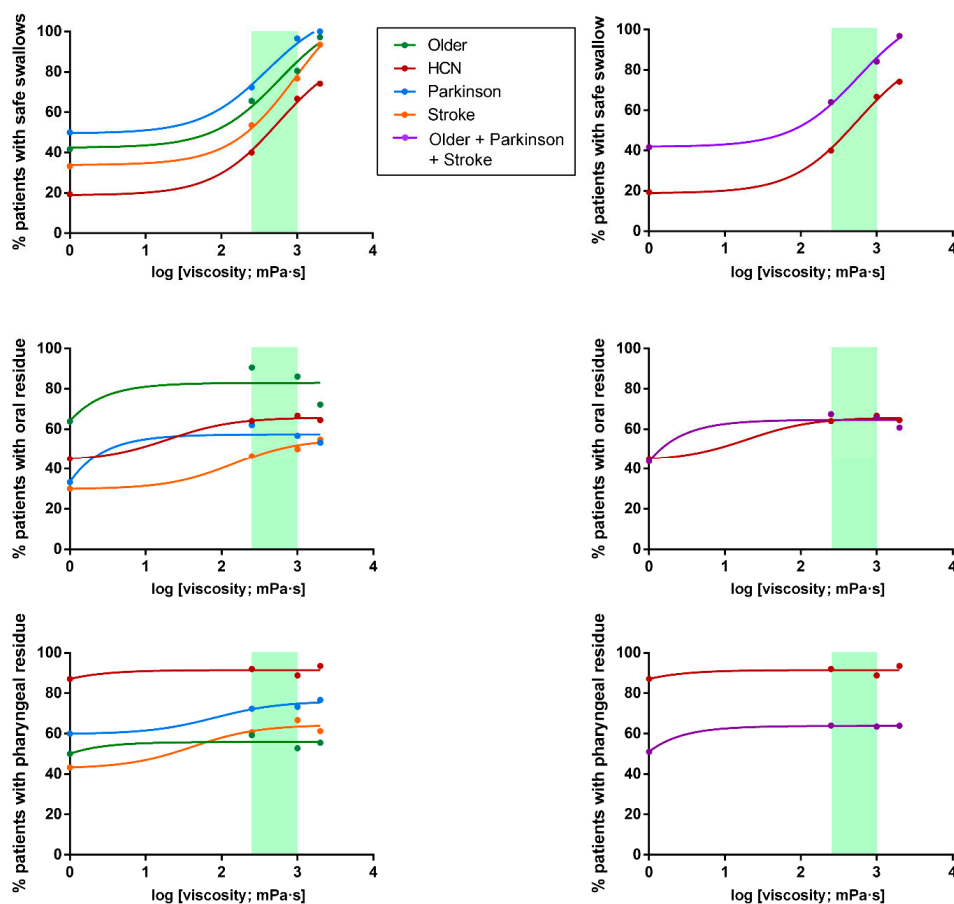 % patients with safe swallows
100
80
60
40
20
0
0 1 2 3 4
log [viscosity; mPa·s]
Older
HCN
Parkinson
Stroke
Older + Parkinson
+ Stroke
% patients with safe swallow
100
80
60
40
20
0
0 1 2 3 4
log [viscosity; mPa·s]
% patients with oral residue
100
80
60
40
20
0
0 1 2 3 4
log [viscosity; mPa·s]
% patients with oral residue
100
80
60
40
20
0
0 1 2 3 4
log [viscosity; mPa·s]
% patients with pharyngeal residue
100
80
60
40
20
0
0 1 2 3 4
log [viscosity; mPa·s]
% patients with pharyngeal residue
100
80
60
40
20
0
0 1 2 3 4
log [viscosity; mPa·s]